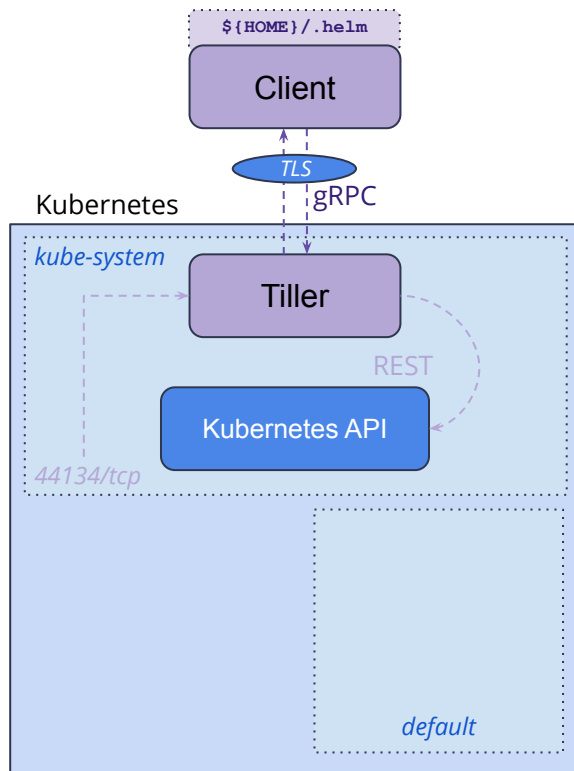 ${HOME}/.helm
Client
TLS
gRPC
Kubernetes
kube-system
Tiller
REST
Kubernetes API
44134/tcp
default